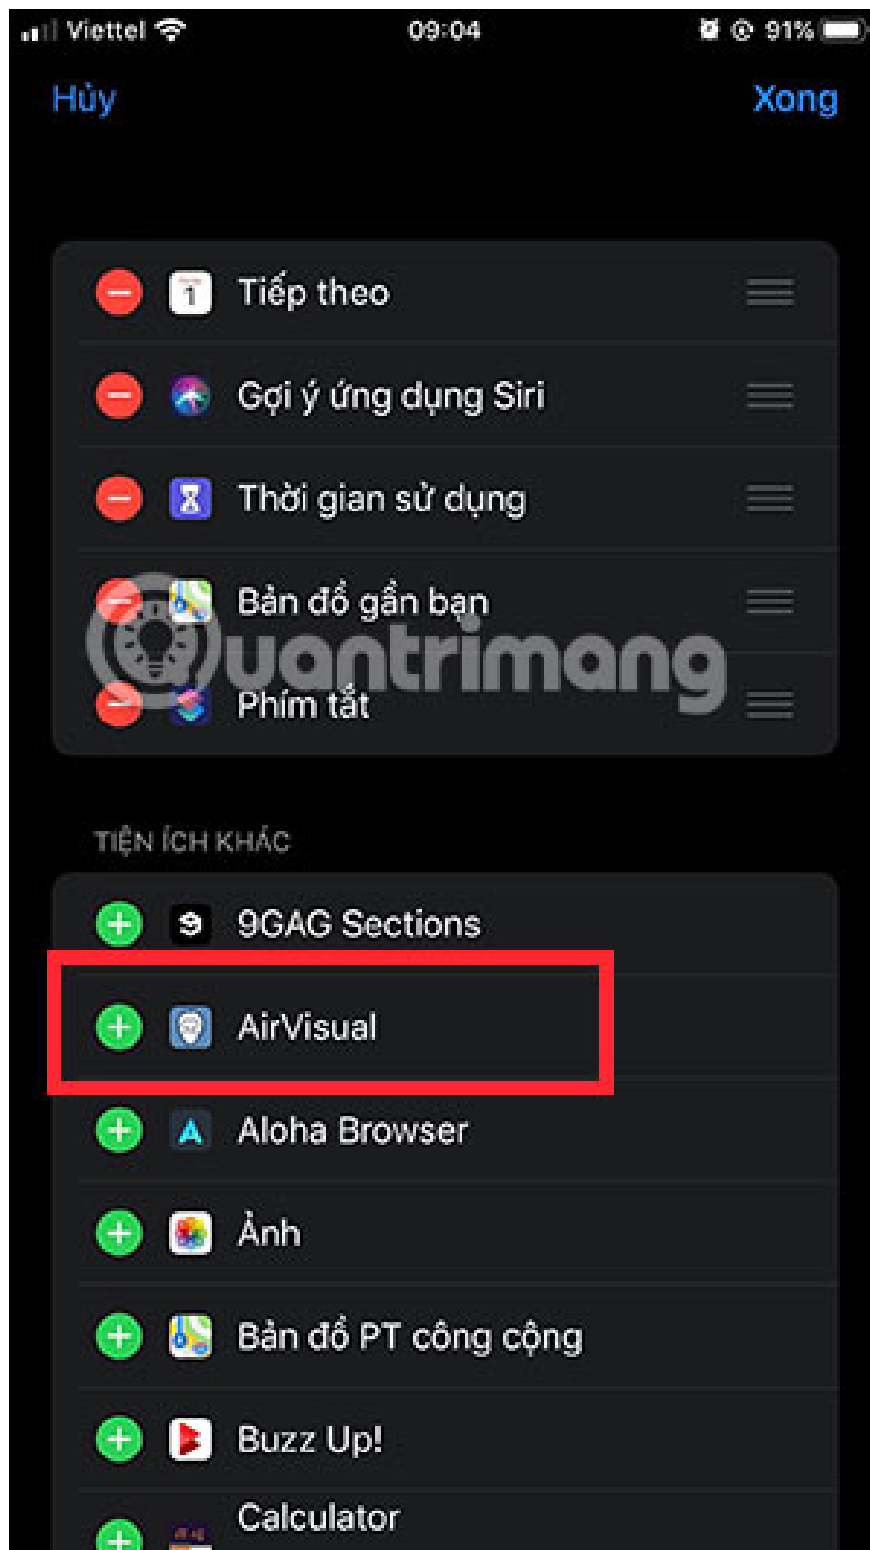 Viettel 09:04 91%
Hủy Xong
1 Tiếp theo
Gợi ý ứng dụng Siri
Thời gian sử dụng
Bản đồ gần bạn
Quantrimang
Phím tắt
TIỆN ÍCH KHÁC
9GAG Sections
AirVisual
Aloha Browser
Ảnh
Bản đồ PT công cộng
Buzz Up!
Calculator